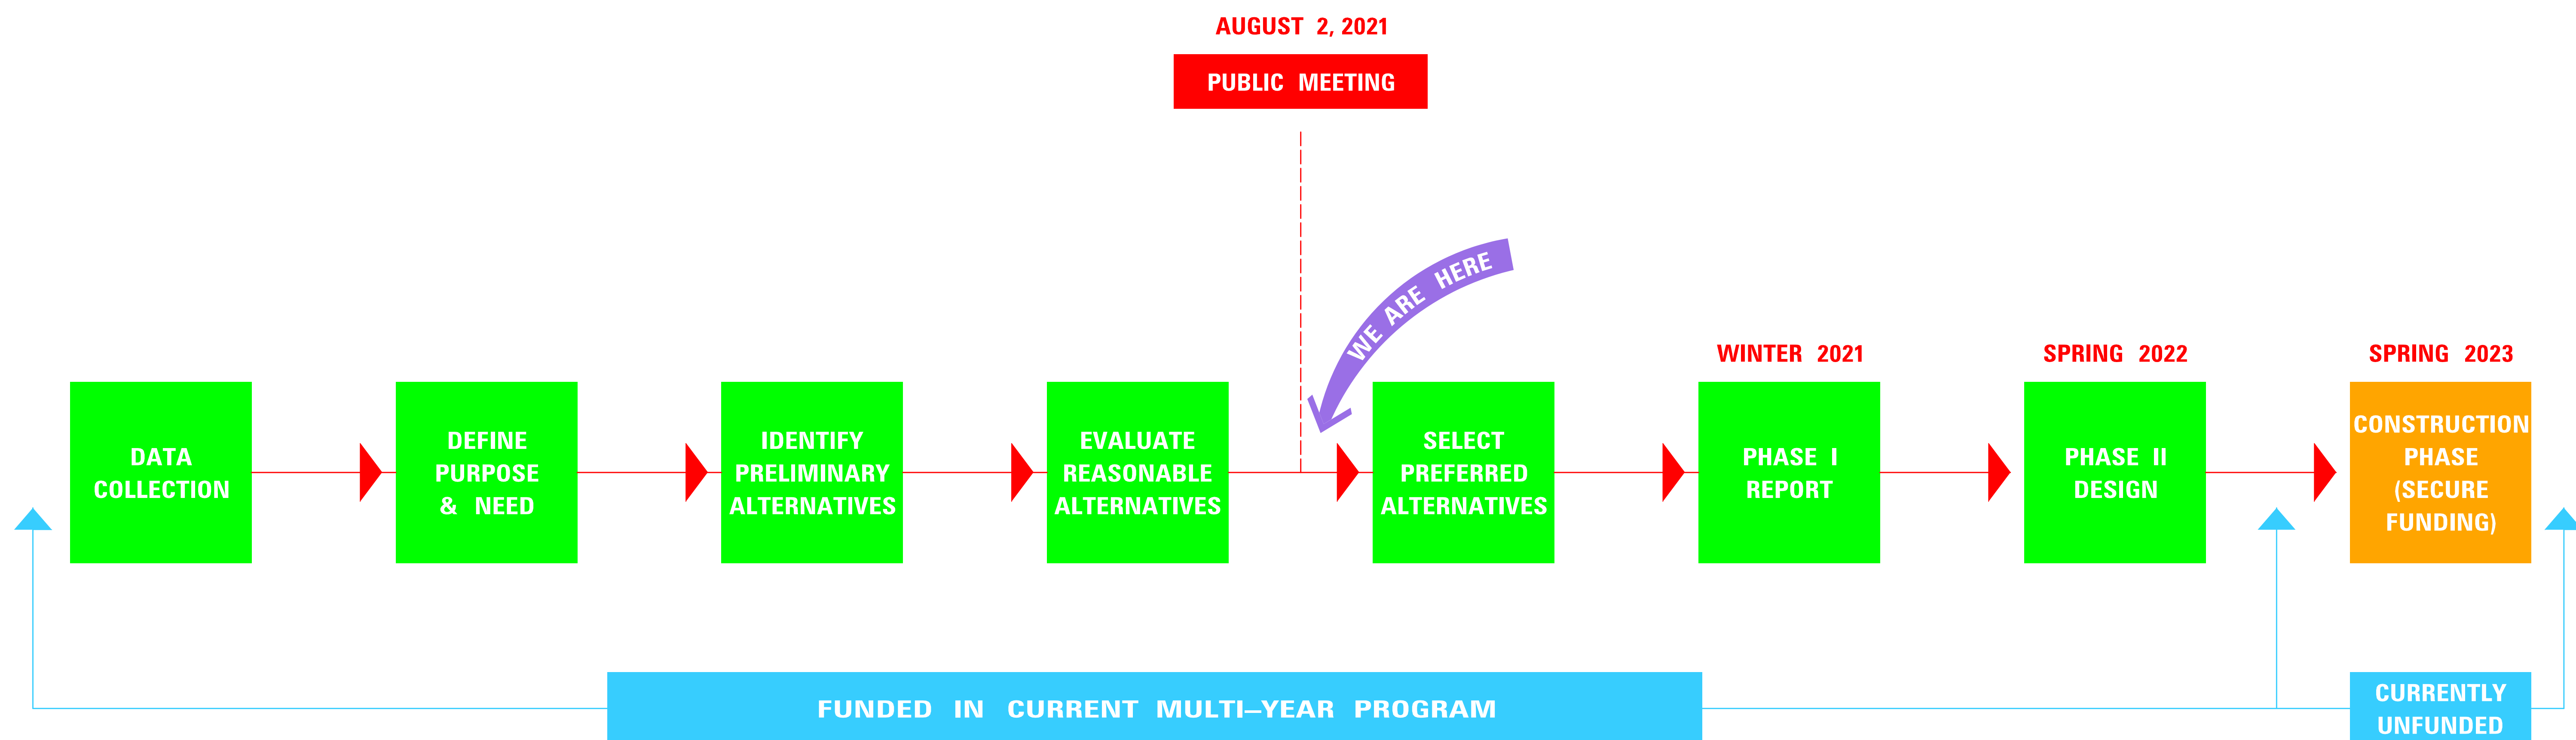 AUGUST 2, 2021
PUBLIC MEETING
WE ARE HERE
WINTER 2021
SPRING 2022
SPRING 2023
DATA
COLLECTION
DEFINE
PURPOSE
& NEED
IDENTIFY
PRELIMINARY
ALTERNATIVES
EVALUATE
REASONABLE
ALTERNATIVES
SELECT
PREFERRED
ALTERNATIVES
PHASE I
REPORT
PHASE II
DESIGN
CONSTRUCTION
PHASE
(SECURE
FUNDING)
FUNDED IN CURRENT MULTI–YEAR PROGRAM
CURRENTLY
UNFUNDED